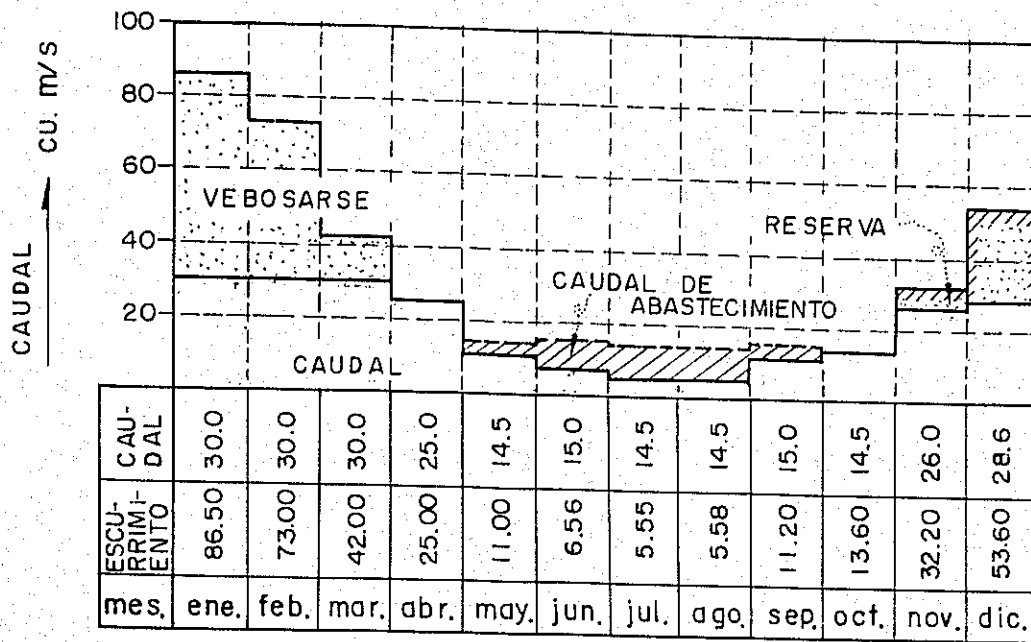 CAUDAL → CU. m/s
100
80
60
40
20
VEBOSARSE
RESERVA
CAUDAL DE
ABASTECIMIENTO
CAUDAL
CAU-
DAL
30.0 30.0 30.0 25.0 14.5 15.0 14.5 14.5 15.0 14.5 26.0 28.6
ESCU-
RRIMI-
ENTO
86.50 73.00 42.00 25.00 11.00 6.56 5.55 5.58 11.20 13.60 32.20 53.60
mes. ene. feb. mar. abr. may. jun. jul. ago. sep. oct. nov. dic.